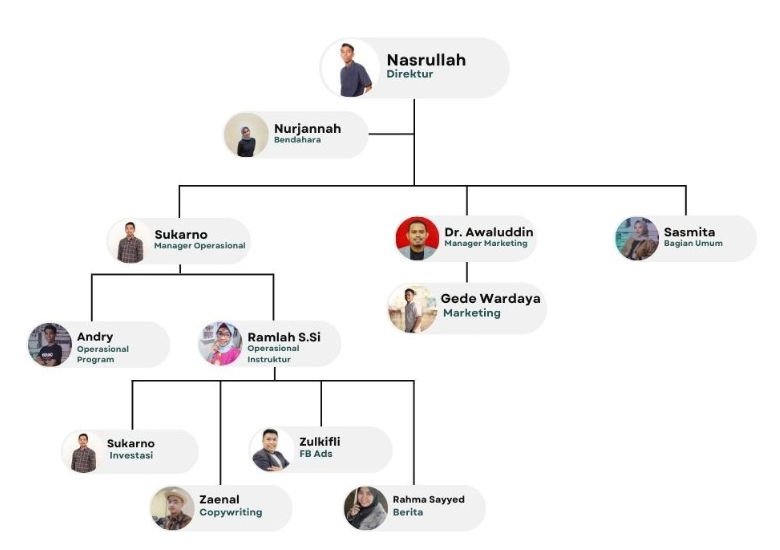 Nasrullah
Direktur
Nurjannah
Bendahara
Sukarno
Manager Operasional
Dr. Awaluddin
Manager Marketing
Sasmita
Bagian Umum
Gede Wardaya
Marketing
Andry
Operasional
Program
Ramlah S.Si
Operasional
Instruktur
Sukarno
Investasi
Zulkifli
FB Ads
Zaenal
Copywriting
Rahma Sayyed
Berita